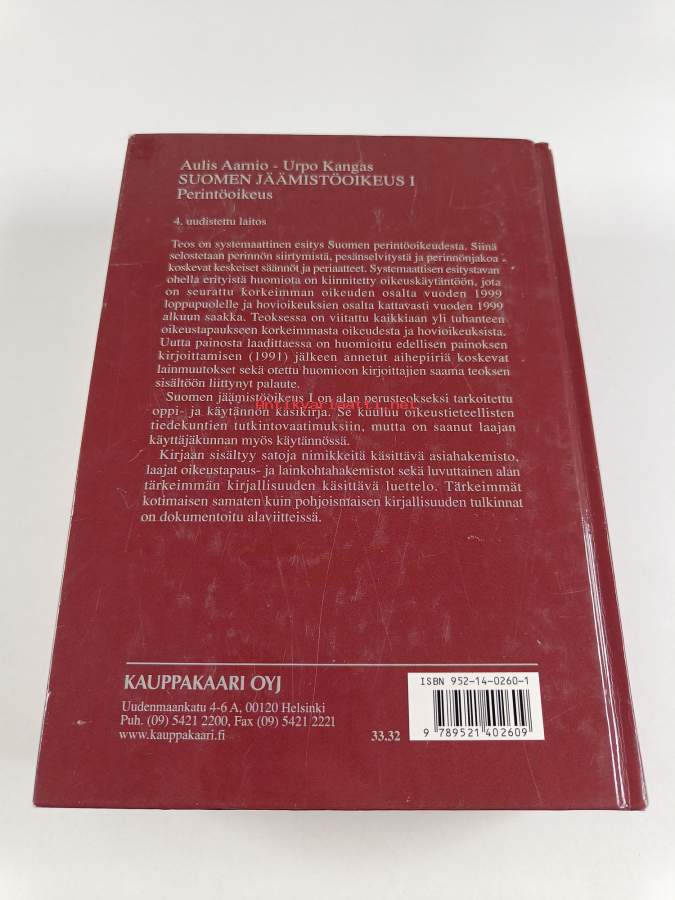 Aulis Aarnio - Urpo Kangas
SUOMEN JÄÄMISTÖOIKEUS I
Perintöoikeus
4. uudistettu laitos
Teos on systemaattinen esitys Suomen perintöoikeudesta. Siinä
selostetaan perinnön siirtymistä, pesänselvitystä ja perinnönjakoa
koskevat keskeiset säännöt ja periaatteet. Systemaattisen esitystavan
ohella erityistä huomiota on kiinnitetty oikeuskäytäntöön, jota
on seurattu korkeimman oikeuden osalta vuoden 1999
loppupuolelle ja hovioikeuksien osalta kattavasti vuoden 1999
alkuun saakka. Teoksessa on viitattu kaikkiaan yli tuhanteen
oikeustapaukseen korkeimmasta oikeudesta ja hovioikeuksista.
Uutta painosta laadittaessa on huomioitu edellisen painoksen
kirjoittamisen (1991) jälkeen annetut aihepiiriä koskevat
lainmuutokset sekä otettu huomioon kirjoittajien saama teoksen
sisältöön liittynyt palaute.
Suomen jäämistöoikeus I on alan perusteokseksi tarkoitettu
Antikvariaatti.net
oppi- ja käytännön käsikirja. Se kuuluu oikeustieteellisten
tiedekuntien tutkintovaatimuksiin, mutta on saanut laajan
käyttäjäkunnan myös käytännössä.
Kirjaan sisältyy satoja nimikkeitä käsittävä asiahakemisto,
laajat oikeustapaus- ja lainkohtahakemistot sekä luvuttainen alan
tärkeimmän kirjallisuuden käsittävä luettelo. Tärkeimmät
kotimaisen samaten kuin pohjoismaisen kirjallisuuden tulkinnat
on dokumentoitu alaviitteissä.
KAUPPAKAARI OYJ
Uudenmaankatu 4-6 A, 00120 Helsinki
Puh. (09) 5421 2200, Fax (09) 5421 2221
www.kauppakaari.fi
33.32
ISBN 952-14-0260-1
9 789521 402609